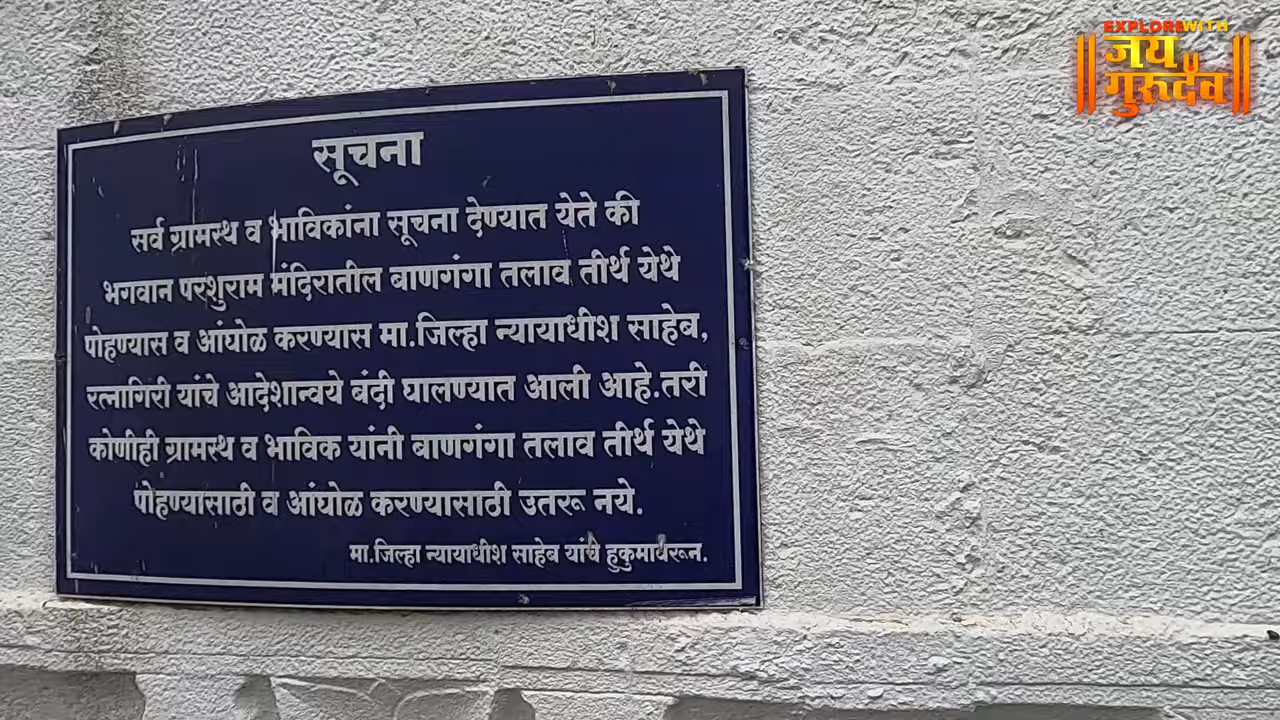 EXPLORE WITH
जय
गुरुदेव
सूचना
सर्व ग्रामस्थ व भाविकांना सूचना देण्यात येते की
भगवान परशुराम मंदिरातील बाणगंगा तलाव तीर्थ येथे
पोहण्यास व आंघोळ करण्यास मा.जिल्हा न्यायाधीश साहेब,
रत्नागिरी यांचे आदेशान्वये बंदी घालण्यात आली आहे.तरी
कोणीही ग्रामस्थ व भाविक यांनी बाणगंगा तलाव तीर्थ येथे
पोहण्यासाठी व आंघोळ करण्यासाठी उतरू नये.
मा.जिल्हा न्यायाधीश साहेब यांचे हुकुमावरून.